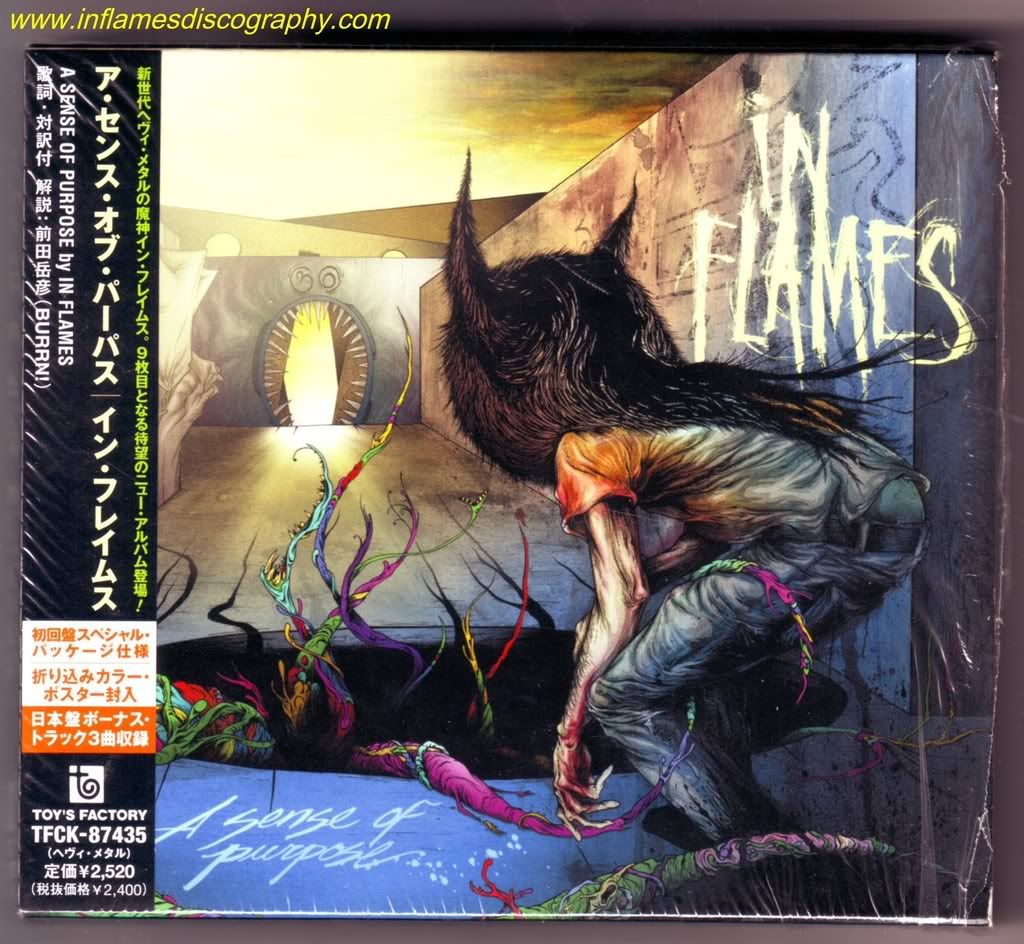 www.inflamesdiscography.com
新世代ヘヴィ・メタルの魔神イン・フレイムス。9枚目となる待望のニュー・アルバム登場!
ア・センス・オブ・パーパス | イン・フレイムス
A SENSE OF PURPOSE by IN FLAMES
歌詞・対訳付 解説:前田岳彦(BURRN!)
初回盤スペシャル・
パッケージ仕様
折り込みカラー・
ポスター封入
日本盤ボーナス・
トラック3曲収録
TOY'S FACTORY
TFCK-87435
(ヘヴィ・メタル)
定価¥2,520
(税抜価格¥2,400)
IN
FLAMES
A sense of
purpose